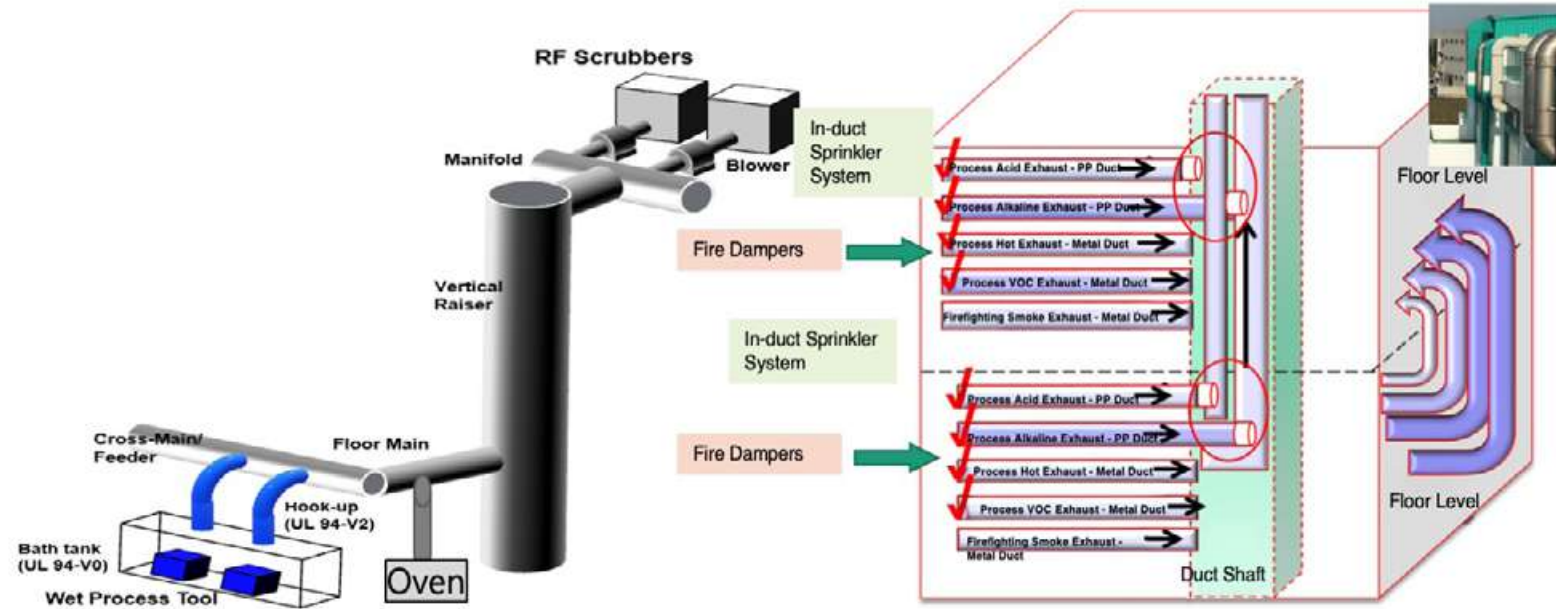 RF Scrubbers
Manifold
Blower
Vertical
Raiser
Cross-Main/
Feeder
Floor Main
Hook-up
(UL 94-V2)
Bath tank
(UL 94-V0)
Oven
Wet Process Tool
In-duct
Sprinkler
System
Fire Dampers
In-duct Sprinkler
System
Fire Dampers
Process Acid Exhaust - PP Duct
Process Alkaline Exhaust - PP Duct
Process Hot Exhaust - Metal Duct
Process VOC Exhaust - Metal Duct
Firefighting Smoke Exhaust - Metal Duct
Process Acid Exhaust - PP Duct
Process Alkaline Exhaust - PP Duct
Process Hot Exhaust - Metal Duct
Process VOC Exhaust - Metal Duct
Firefighting Smoke Exhaust -
Metal Duct
Duct Shaft
Floor Level
Floor Level